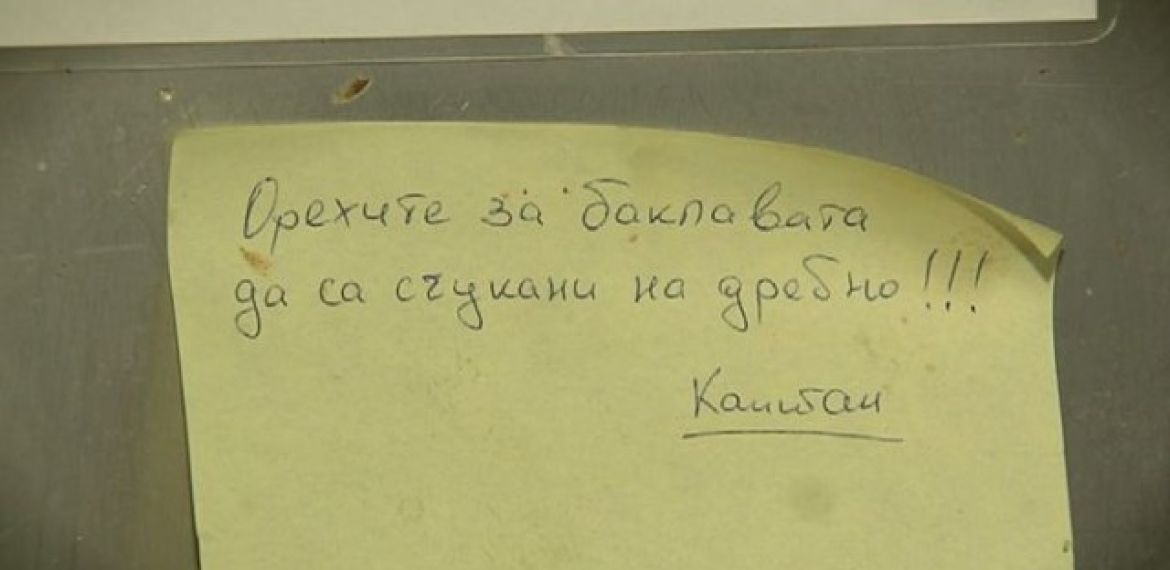 Орехите за баклавата
да са счукани на дребно!!!
Капитан